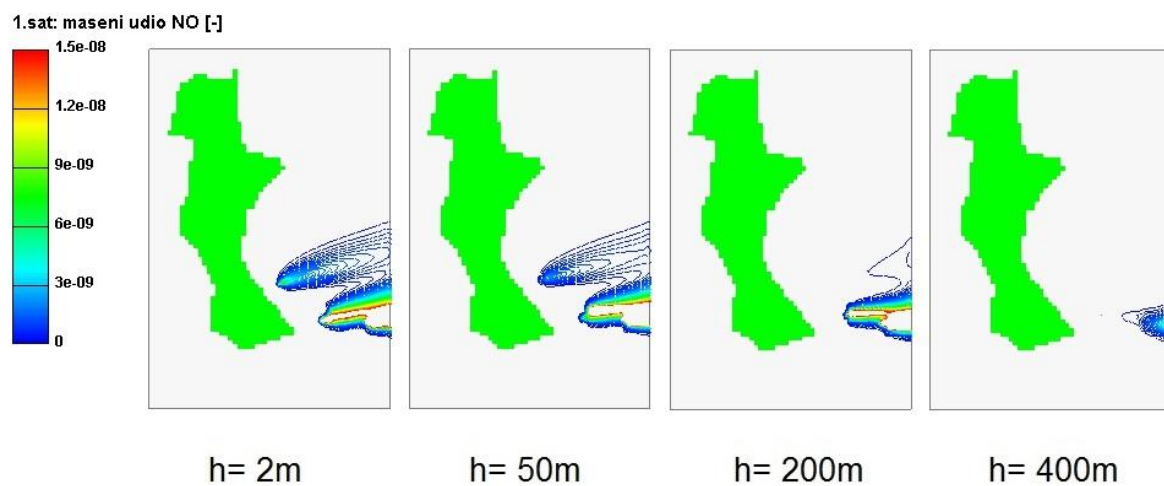 1.sat: maseni udio NO [-]
1.5e-08
1.2e-08
9e-09
6e-09
3e-09
0
h= 2m
h= 50m
h= 200m
h= 400m